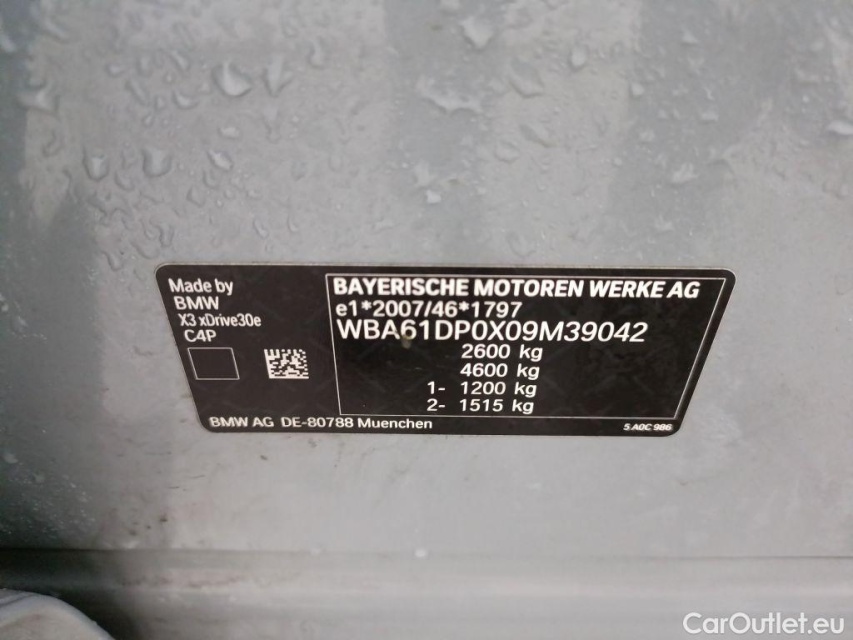 Made by
BMW
X3 xDrive30e
C4P
BAYERISCHE MOTOREN WERKE AG
e1*2007/46*1797
WBA61DP0X09M39042
2600 kg
4600 kg
1- 1200 kg
2- 1515 kg
BMW AG DE-80788 Muenchen
5 A0C 986
CarOutlet.eu